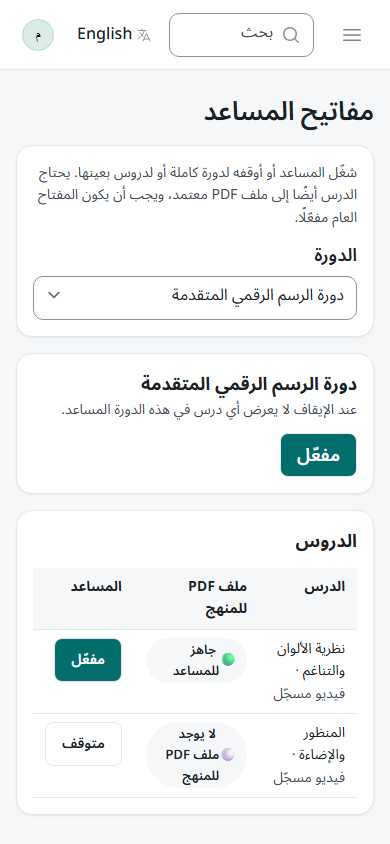 بحث
English
م
مفاتيح المساعد
شغّل المساعد أو أوقفه لدورة كاملة أو لدروس بعينها. يحتاج
الدرس أيضًا إلى ملف PDF معتمد، ويجب أن يكون المفتاح
العام مفعّلًا.
الدورة
دورة الرسم الرقمي المتقدمة
دورة الرسم الرقمي المتقدمة
عند الإيقاف لا يعرض أي درس في هذه الدورة المساعد.
مفعّل
الدروس
الدرس
ملف PDF
للمنهج
المساعد
نظرية الألوان
والتناغم ·
فيديو مسجّل
جاهز
للمساعد
مفعّل
المنظور
والإضاءة ·
فيديو مسجّل
لا يوجد
ملف PDF
للمنهج
متوقف